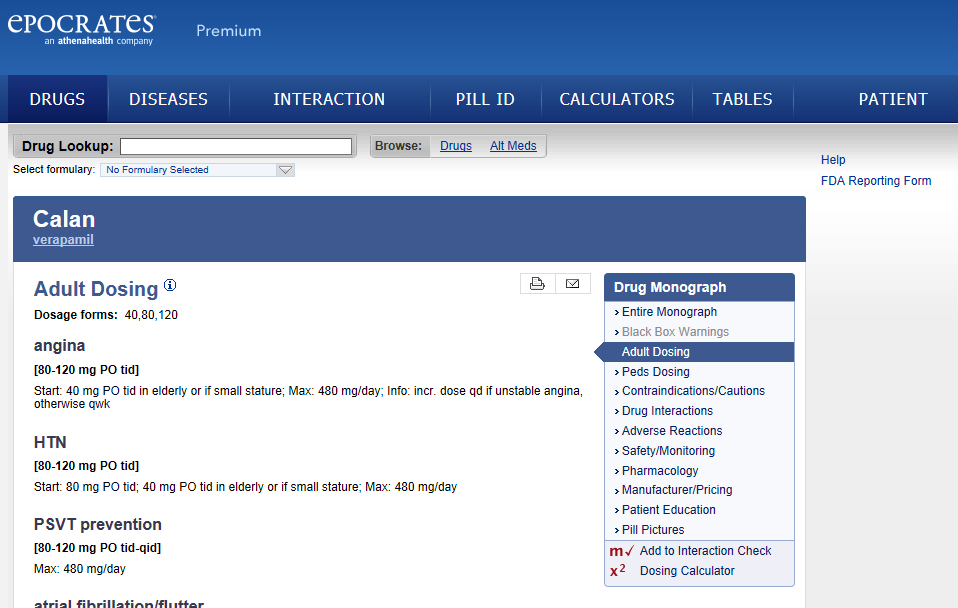 EPOCRATES®
an athenahealth company
Premium
DRUGS DISEASES INTERACTION PILL ID CALCULATORS TABLES PATIENT
Drug Lookup: Browse: Drugs Alt Meds
Select formulary: No Formulary Selected
Help
FDA Reporting Form
Calan
verapamil
Adult Dosing
Dosage forms: 40,80,120
angina
[80-120 mg PO tid]
Start: 40 mg PO tid in elderly or if small stature; Max: 480 mg/day; Info: incr. dose qd if unstable angina,
otherwise qwk
HTN
[80-120 mg PO tid]
Start: 80 mg PO tid; 40 mg PO tid in elderly or if small stature; Max: 480 mg/day
PSVT prevention
[80-120 mg PO tid-qid]
Max: 480 mg/day
atrial fibrillation/flutter
Drug Monograph
Entire Monograph
Black Box Warnings
Adult Dosing
Peds Dosing
Contraindications/Cautions
Drug Interactions
Adverse Reactions
Safety/Monitoring
Pharmacology
Manufacturer/Pricing
Patient Education
Pill Pictures
m✓ Add to Interaction Check
x² Dosing Calculator